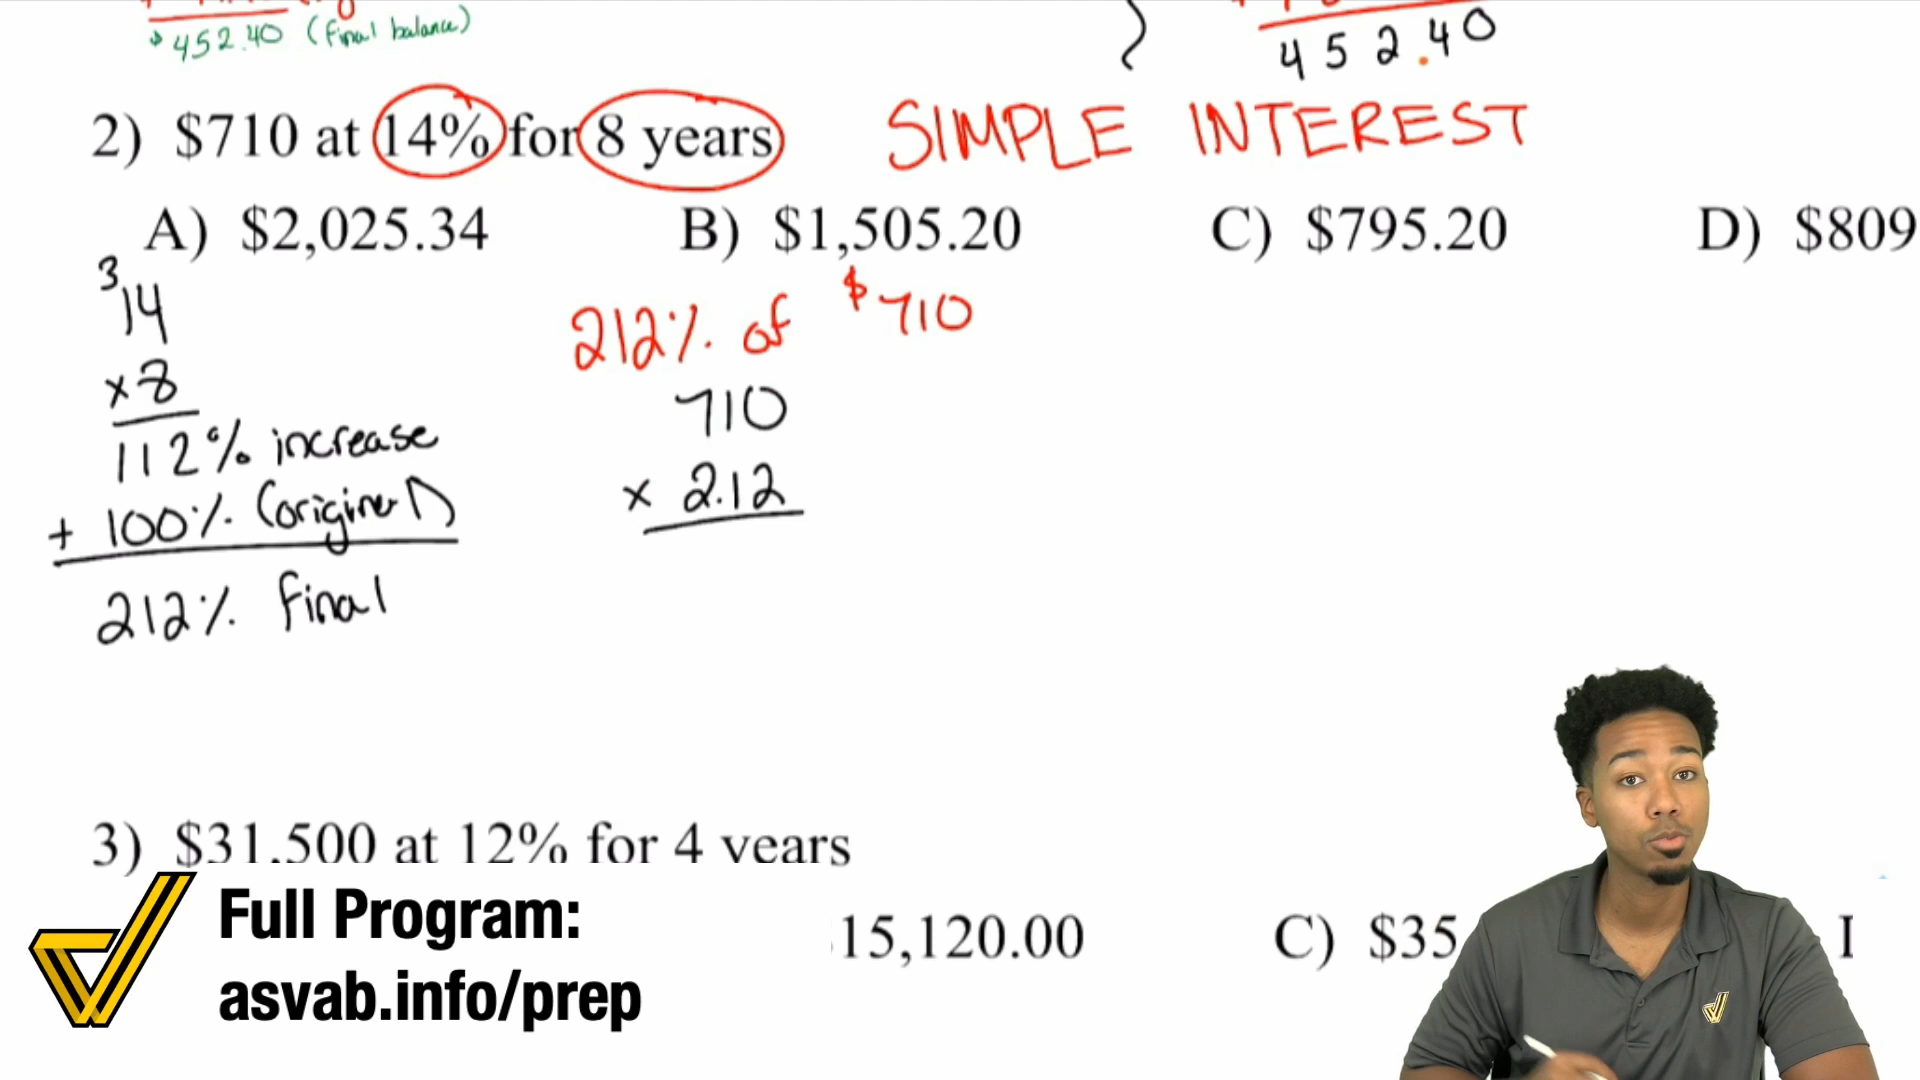 $452.40 (final balance)
452.40
2) $710 at 14% for 8 years
SIMPLE INTEREST
A) $2,025.34
B) $1,505.20
C) $795.20
D) $809
3
14
x 8
112% increase
+ 100% (original)
212% final
212% of $710
710
x 2.12
3) $31,500 at 12% for 4 years
15,120.00
C) $35
Full Program:
asvab.info/prep